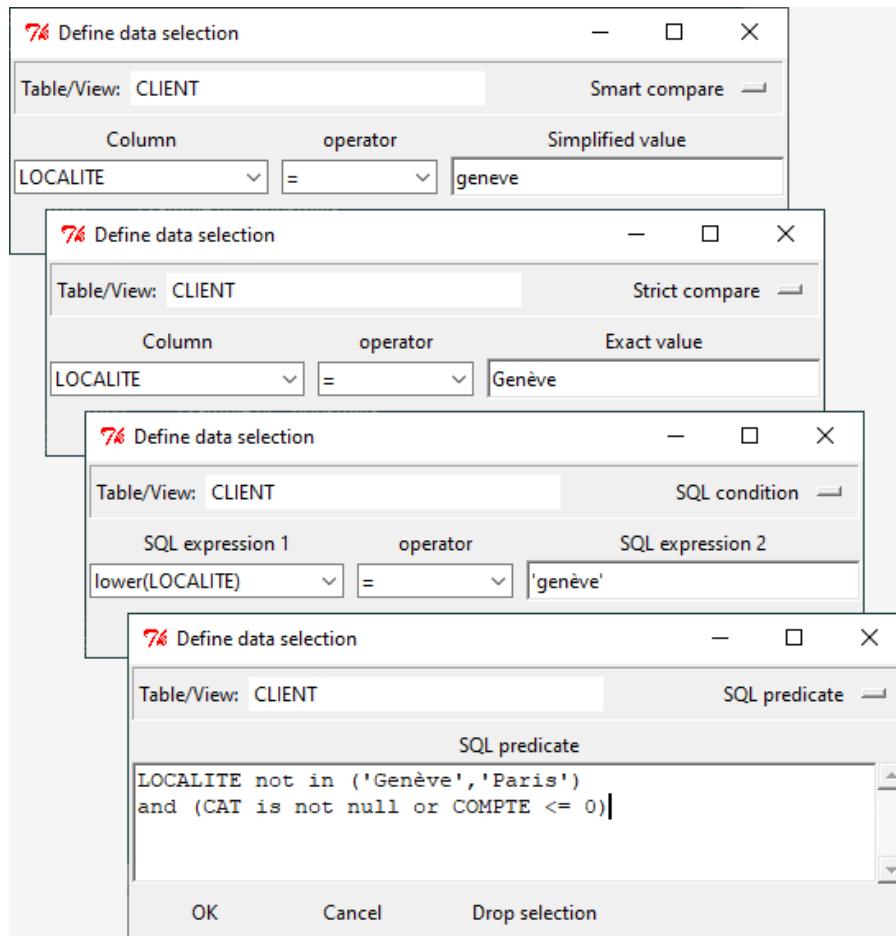 Define data selection
Table/View: CLIENT Smart compare
Column operator Simplified value
LOCALITE = geneve
Define data selection
Table/View: CLIENT Strict compare
Column operator Exact value
LOCALITE = Genève
Define data selection
Table/View: CLIENT SQL condition
SQL expression 1 operator SQL expression 2
lower(LOCALITE) = 'genève'
Define data selection
Table/View: CLIENT SQL predicate
SQL predicate
LOCALITE not in ('Genève','Paris')
and (CAT is not null or COMPTE <= 0)
OK Cancel Drop selection